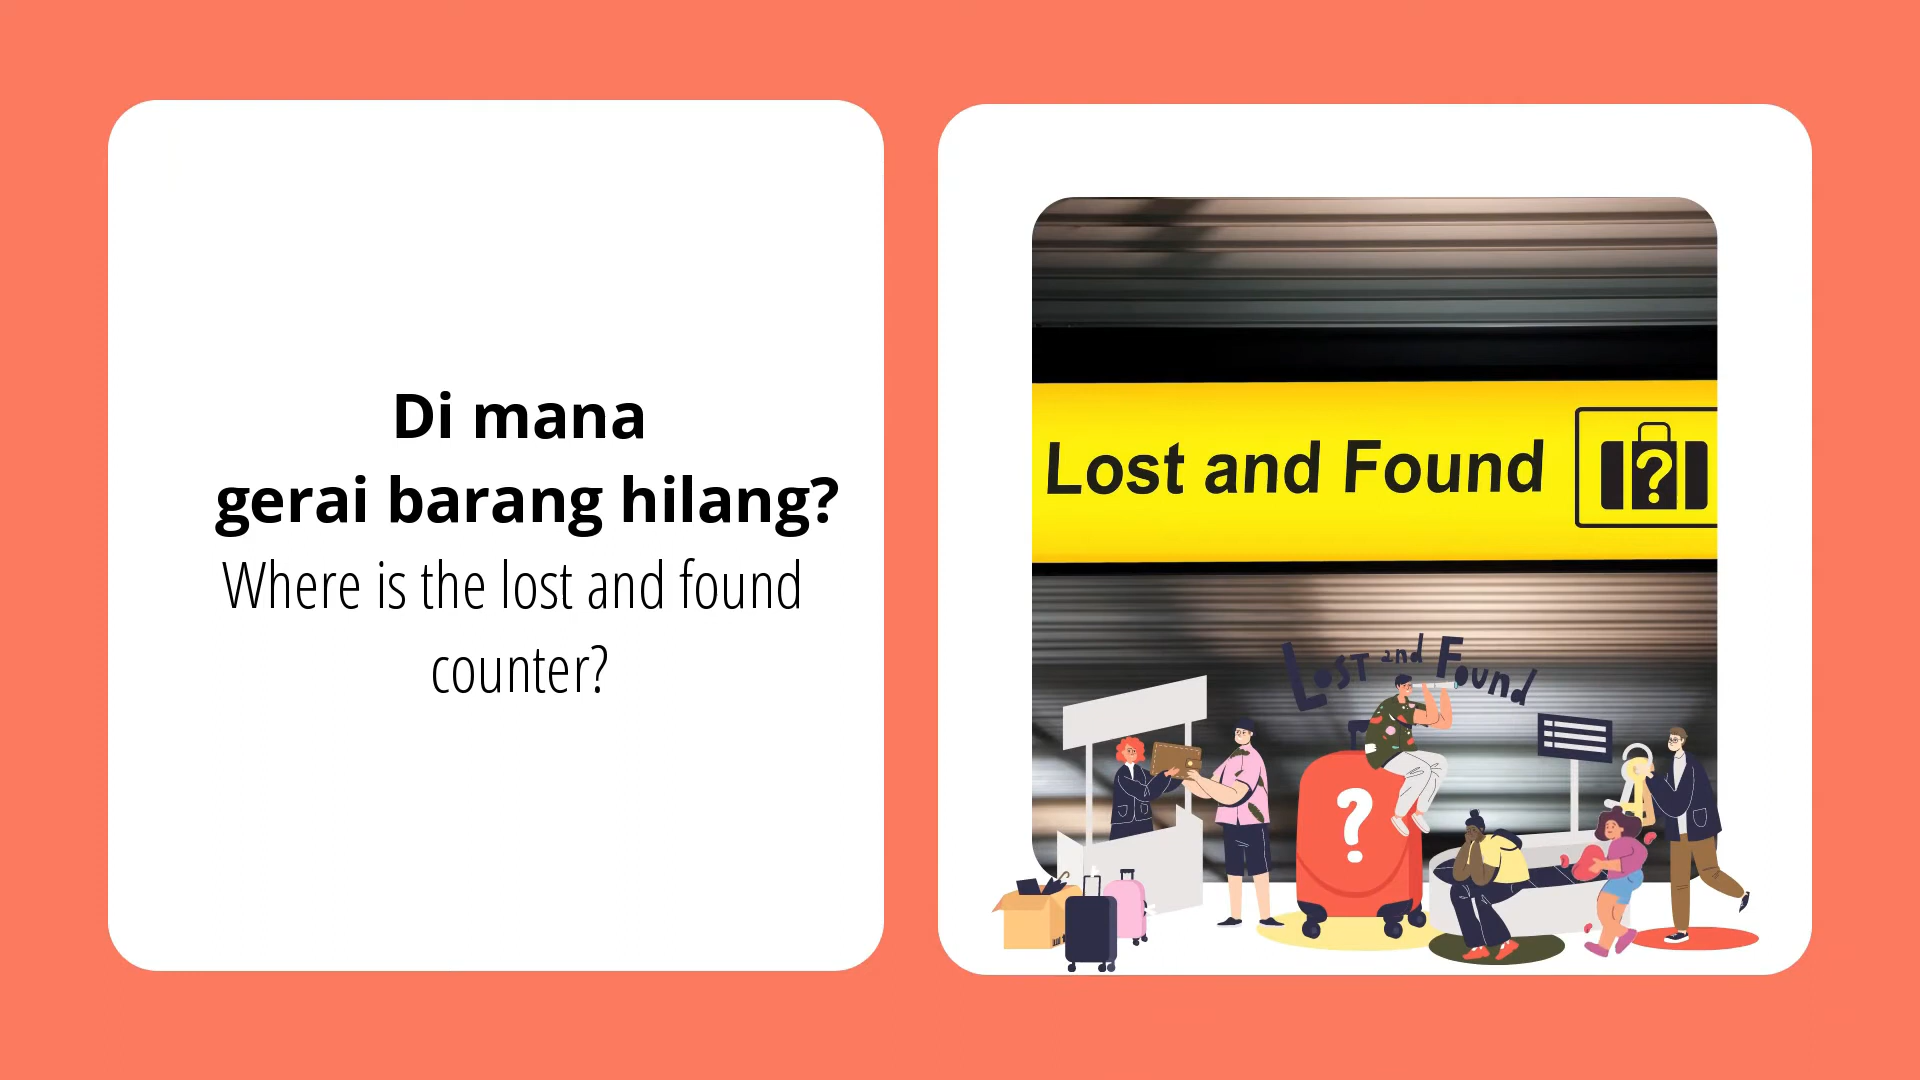 Di mana
gerai barang hilang?
Where is the lost and found
counter?
Lost and Found
?
Lost and Found
?